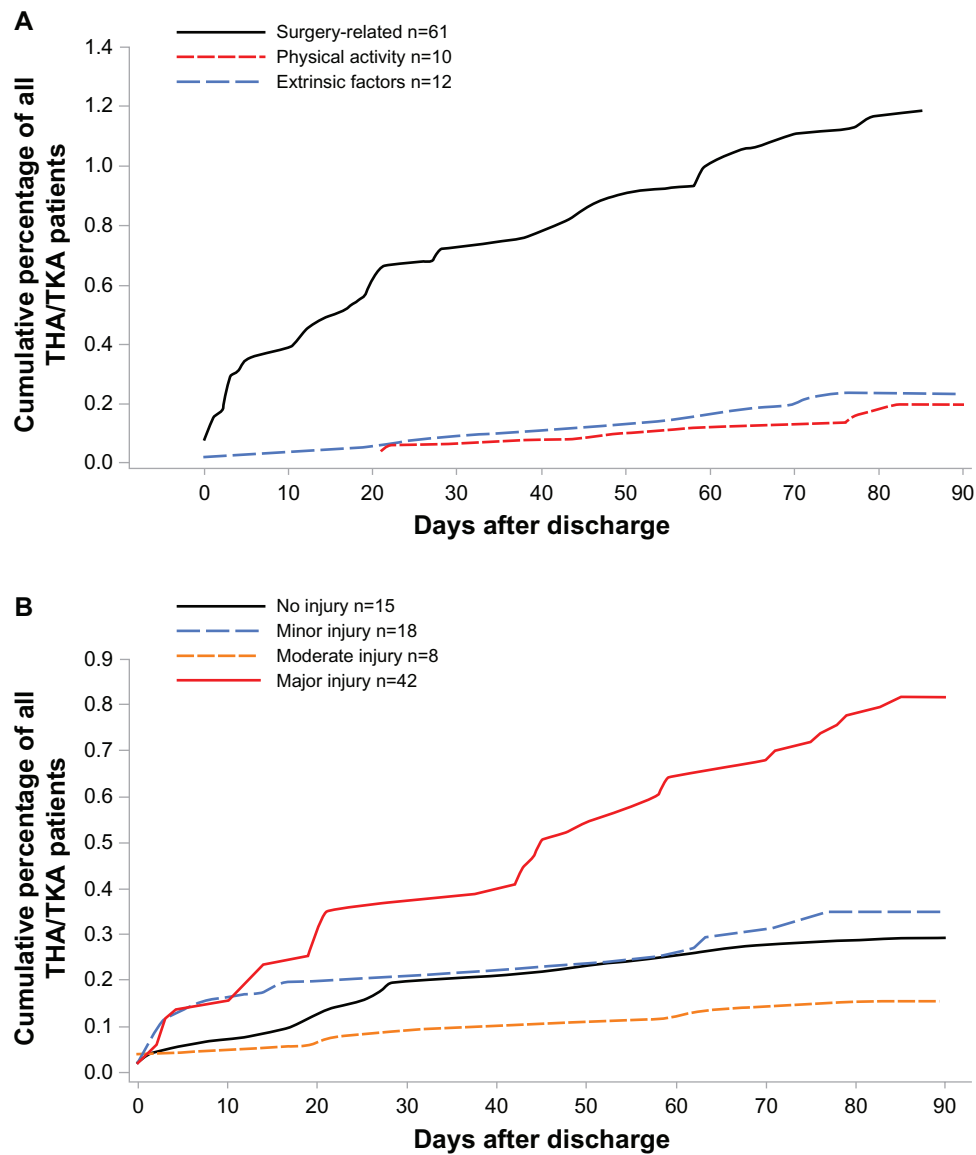 A
Surgery-related n=61
Physical activity n=10
Extrinsic factors n=12
Cumulative percentage of all
THA/TKA patients
1.4
1.2
1.0
0.8
0.6
0.4
0.2
0.0
0 10 20 30 40 50 60 70 80 90
Days after discharge
B
No injury n=15
Minor injury n=18
Moderate injury n=8
Major injury n=42
Cumulative percentage of all
THA/TKA patients
0.9
0.8
0.7
0.6
0.5
0.4
0.3
0.2
0.1
0.0
0 10 20 30 40 50 60 70 80 90
Days after discharge